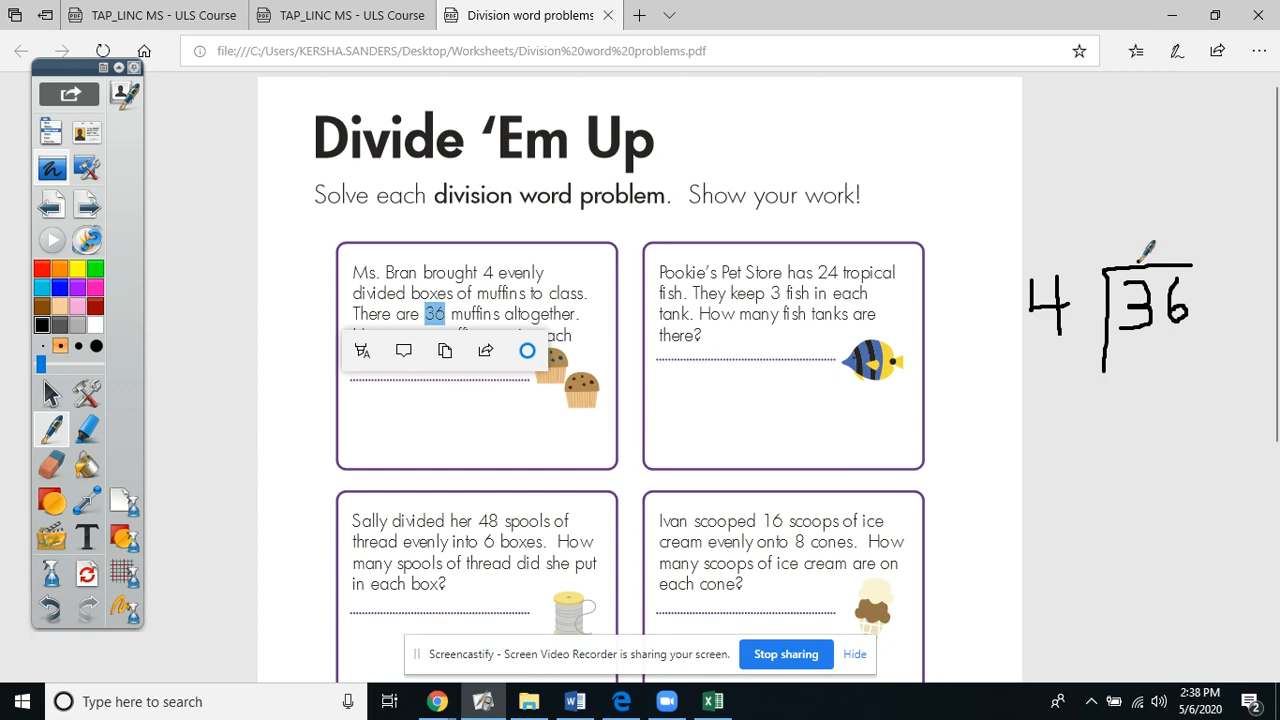 TAP_LINC MS - ULS Course
TAP_LINC MS - ULS Course
Division word problems
file:///C:/Users/KERSHA.SANDERS/Desktop/Worksheets/Division%20word%20problems.pdf
Divide ‘Em Up
Solve each division word problem. Show your work!
Ms. Bran brought 4 evenly
divided boxes of muffins to class.
There are 36 muffins altogether.
each
Pookie’s Pet Store has 24 tropical
fish. They keep 3 fish in each
tank. How many fish tanks are
there?
4 36
Sally divided her 48 spools of
thread evenly into 6 boxes. How
many spools of thread did she put
in each box?
Ivan scooped 16 scoops of ice
cream evenly onto 8 cones. How
many scoops of ice cream are on
each cone?
Screencastify - Screen Video Recorder is sharing your screen.
Stop sharing
Hide
Type here to search
2:38 PM
5/6/2020
2